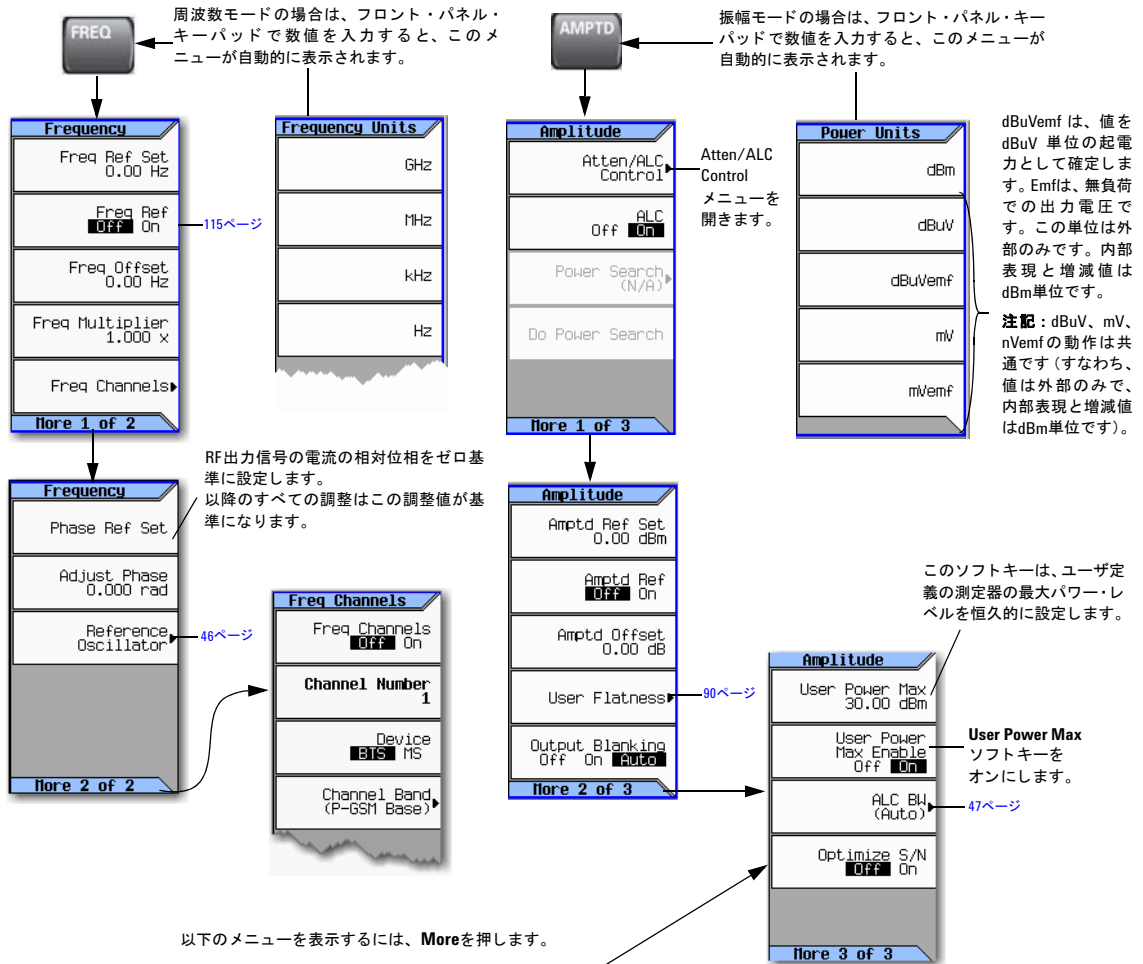 FREQ
周波数モードの場合は、フロント・パネル・
キーパッドで数値を入力すると、このメ
ニューが自動的に表示されます。
Frequency
Freq Ref Set
0.00 Hz
Freq Ref
Off On
115ページ
Freq Offset
0.00 Hz
Freq Multiplier
1.000 x
Freq Channels
More 1 of 2
Frequency Units
GHz
MHz
kHz
Hz
Frequency
Phase Ref Set
Adjust Phase
0.000 rad
Reference
Oscillator
46ページ
More 2 of 2
RF出力信号の電流の相対位相をゼロ基
準に設定します。
以降のすべての調整はこの調整値が基
準になります。
Freq Channels
Freq Channels
Off On
Channel Number
1
Device
BTS MS
Channel Band
(P-GSM Base)
AMPTD
振幅モードの場合は、フロント・パネル・キー
パッドで数値を入力すると、このメニューが
自動的に表示されます。
Amplitude
Atten/ALC
Control
Atten/ALC
Control
メニューを
開きます。
ALC
Off On
Power Search
(N/A)
Do Power Search
More 1 of 3
Power Units
dBm
dBuV
dBuVemf
mV
mVemf
dBuVemf は、値を
dBuV 単位の起電
力として確定しま
す。Emfは、無負荷
での出力電圧で
す。この単位は外
部のみです。内部
表現と増減値は
dBm単位です。
注記：dBuV、mV、
nVemfの動作は共
通です（すなわち、
値は外部のみで、
内部表現と増減値
はdBm単位です）。
Amplitude
Amptd Ref Set
0.00 dBm
Amptd Ref
Off On
Amptd Offset
0.00 dB
User Flatness
90ページ
Output Blanking
Off On Auto
More 2 of 3
このソフトキーは、ユーザ定
義の測定器の最大パワー・レ
ベルを恒久的に設定します。
Amplitude
User Power Max
30.00 dBm
User Power
Max Enable
Off On
User Power Max
ソフトキーを
オンにします。
ALC BW
(Auto)
47ページ
Optimize S/N
Off On
More 3 of 3
以下のメニューを表示するには、Moreを押します。